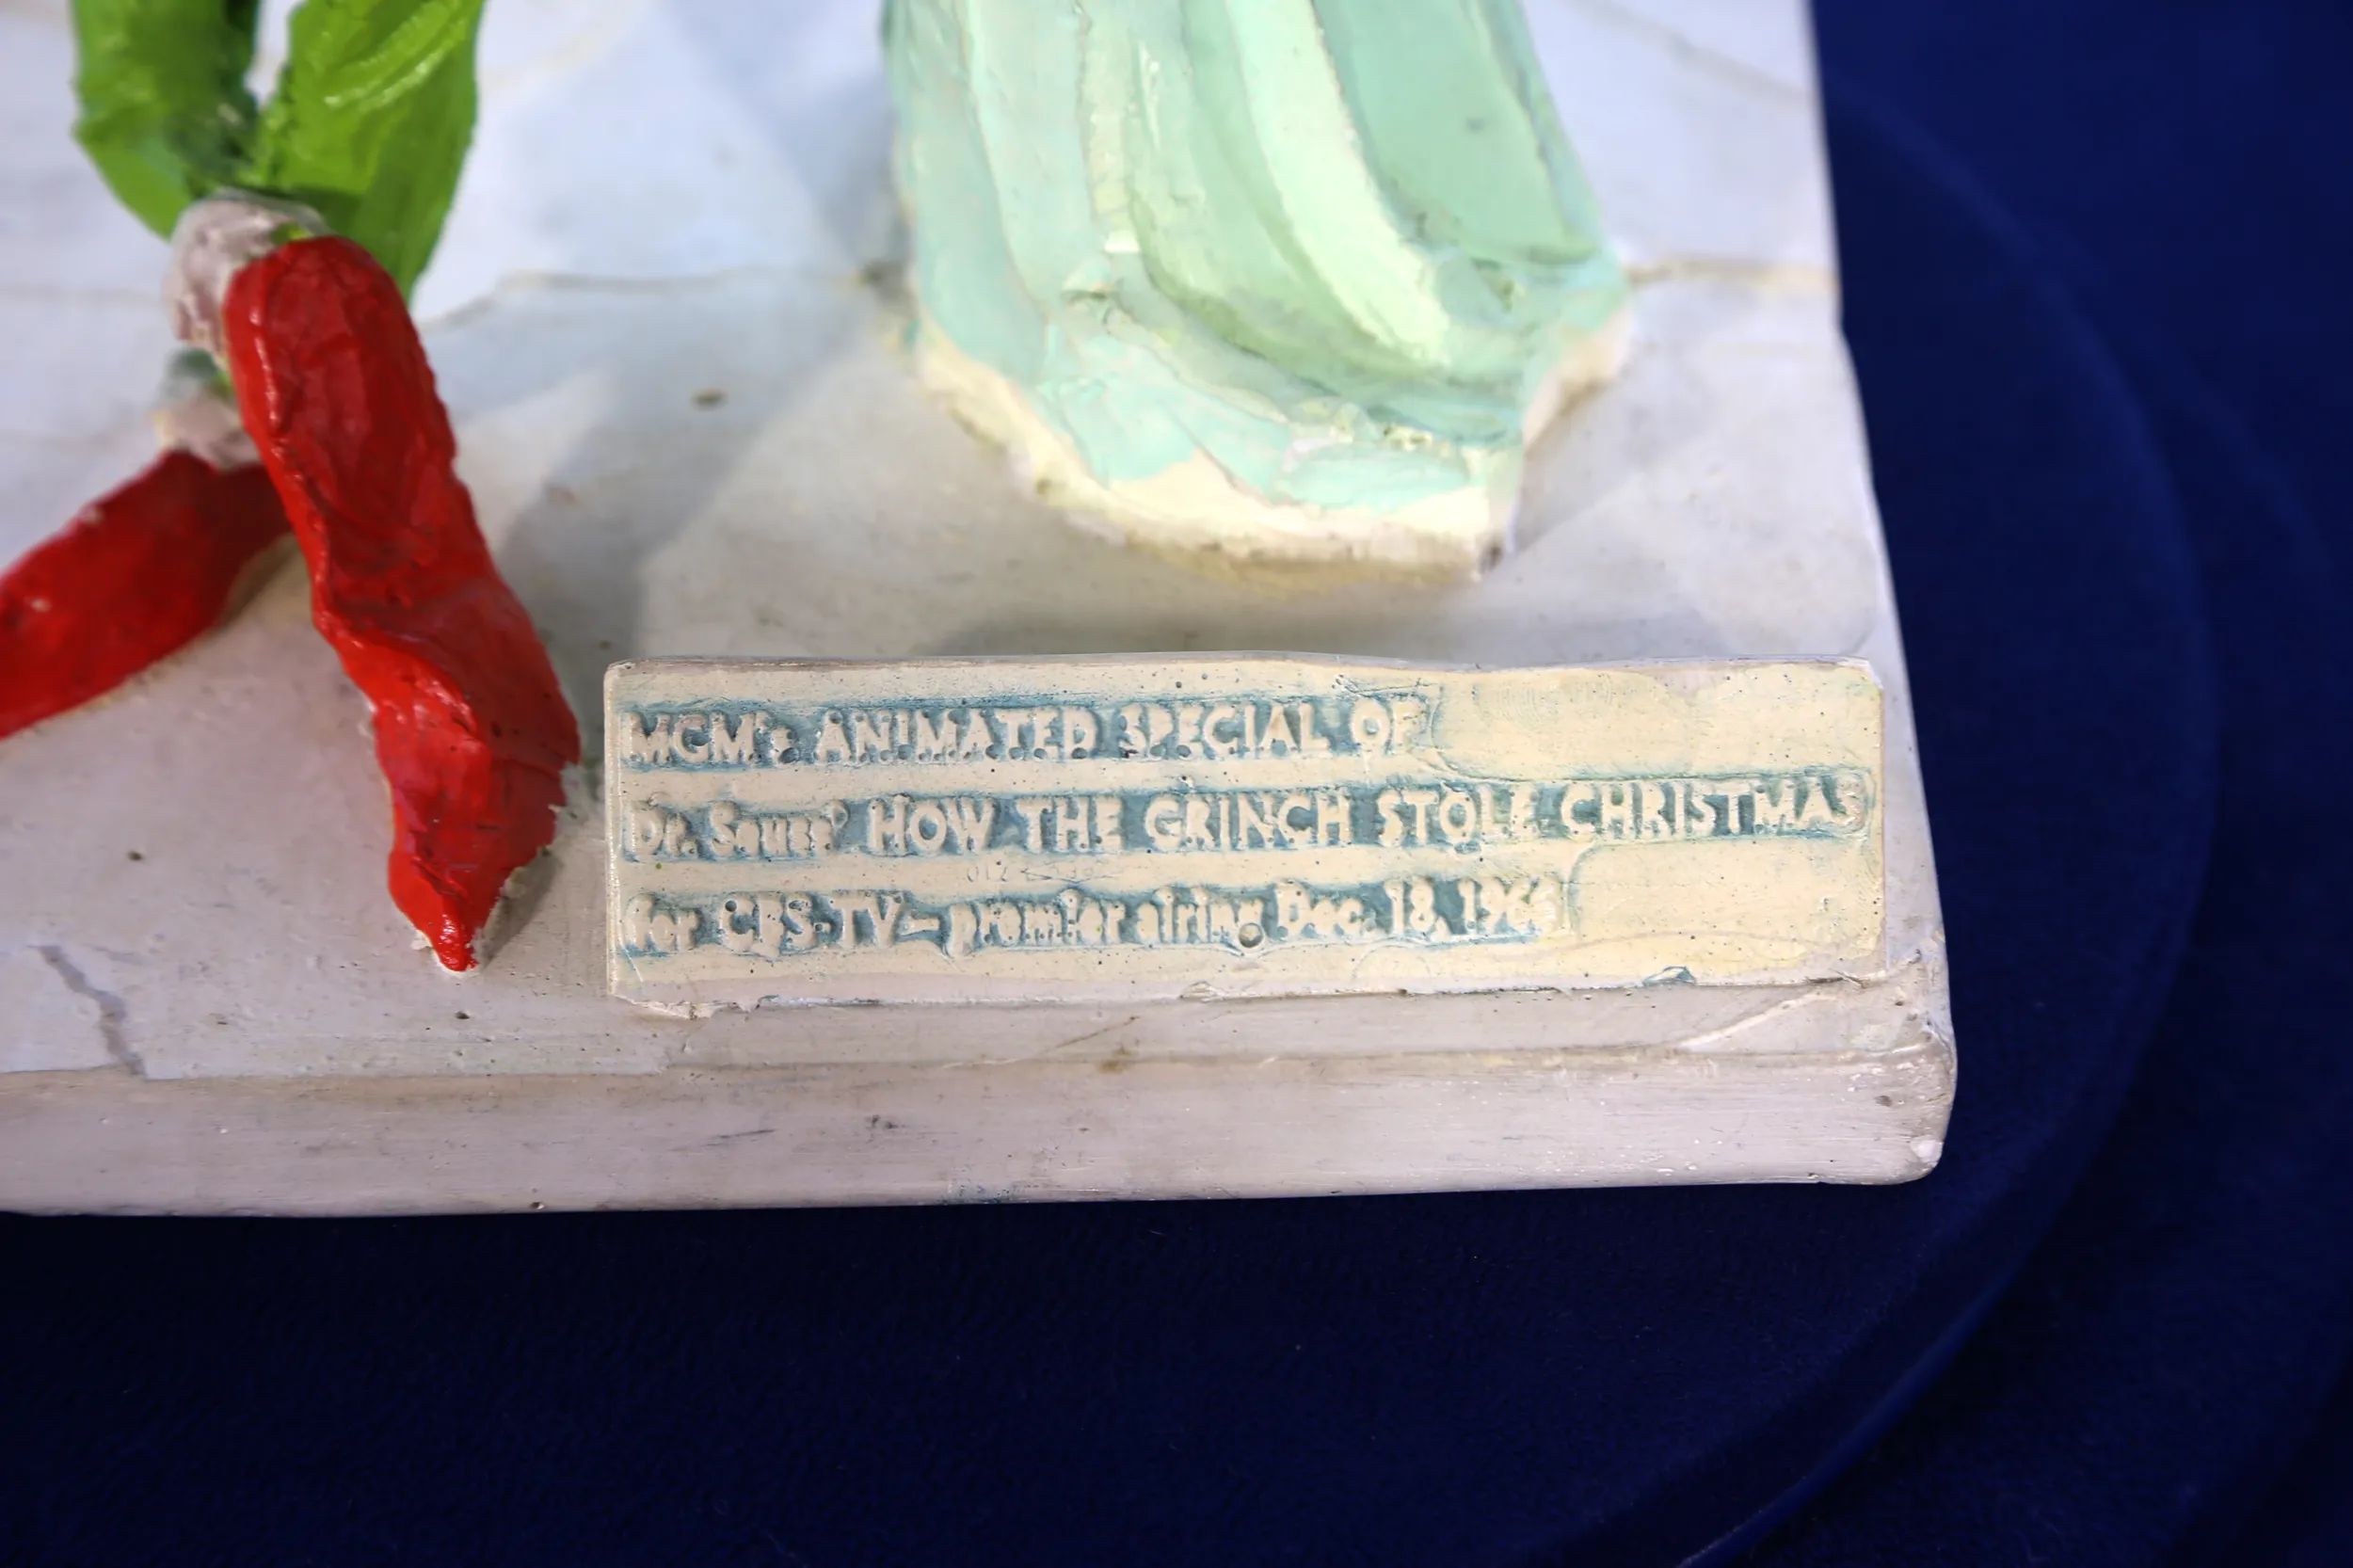 MGM's ANIMATED SPECIAL OF
Dr. Seuss' HOW THE GRINCH STOLE CHRISTMAS
for CBS-TV – premier airing Dec. 18, 1966